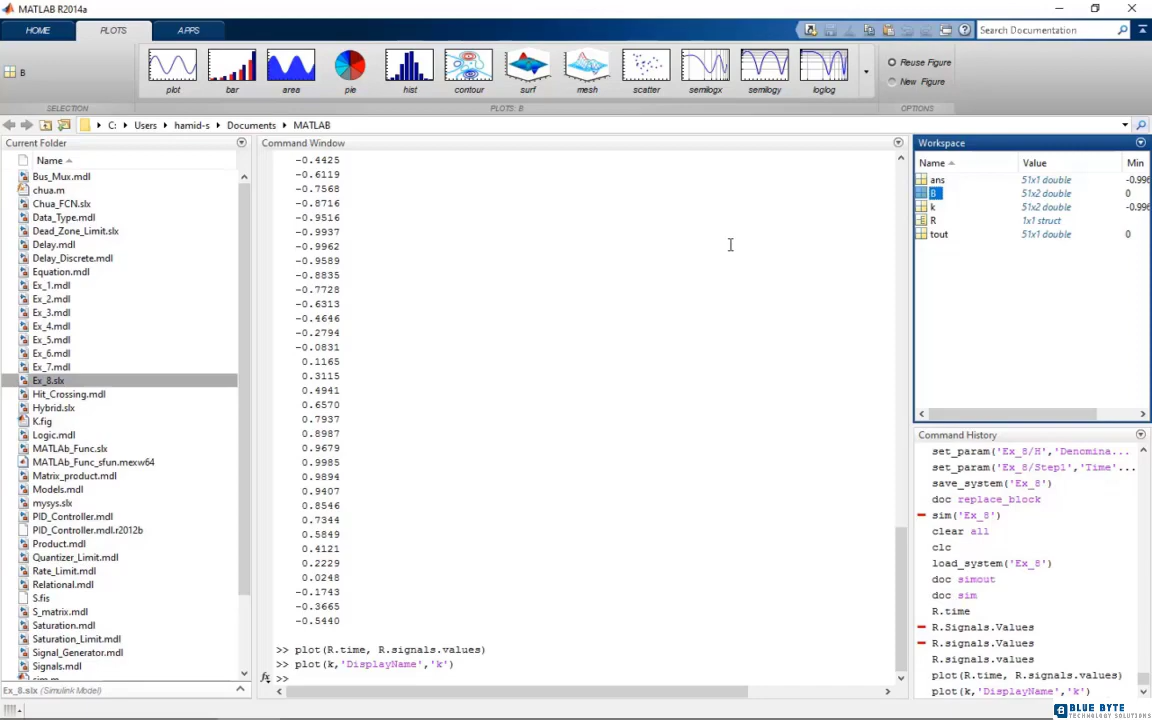 MATLAB R2014a
HOME
PLOTS
APPS
Search Documentation
B
plot
bar
area
pie
hist
contour
surf
mesh
scatter
semilogx
semilogy
loglog
Reuse Figure
New Figure
SELECTION
PLOTS: B
OPTIONS
C:
Users
hamid-s
Documents
MATLAB
Current Folder
Name
Bus_Mux.mdl
chua.m
Chua_FCN.slx
Data_Type.mdl
Dead_Zone_Limit.slx
Delay.mdl
Delay_Discrete.mdl
Equation.mdl
Ex_1.mdl
Ex_2.mdl
Ex_3.mdl
Ex_4.mdl
Ex_5.mdl
Ex_6.mdl
Ex_7.mdl
Ex_8.slx
Hit_Crossing.mdl
Hybrid.slx
K.fig
Logic.mdl
MATLAb_Func.slx
MATLAb_Func_sfun.mexw64
Matrix_product.mdl
Models.mdl
mysys.slx
PID_Controller.mdl
PID_Controller.mdl.r2012b
Product.mdl
Quantizer_Limit.mdl
Rate_Limit.mdl
Relational.mdl
S.fis
S_matrix.mdl
Saturation.mdl
Saturation_Limit.mdl
Signal_Generator.mdl
Signals.mdl
Ex_8.slx (Simulink Model)
Command Window
-0.4425
-0.6119
-0.7568
-0.8716
-0.9516
-0.9937
-0.9962
-0.9589
-0.8835
-0.7728
-0.6313
-0.4646
-0.2794
-0.0831
0.1165
0.3115
0.4941
0.6570
0.7937
0.8987
0.9679
0.9985
0.9894
0.9407
0.8546
0.7344
0.5849
0.4121
0.2229
0.0248
-0.1743
-0.3665
-0.5440
>> plot(R.time, R.signals.values)
>> plot(k,'DisplayName','k')
fx >>
Workspace
Name Value Min
ans 51x1 double -0.996
B 51x2 double 0
k 51x2 double -0.996
R 1x1 struct
tout 51x1 double 0
Command History
set_param('Ex_8/H','Denomina...
set_param('Ex_8/Step1','Time'...
save_system('Ex_8')
doc replace_block
sim('Ex_8')
clear all
clc
load_system('Ex_8')
doc simout
doc sim
R.time
R.Signals.Values
R.signals.Values
R.signals.values
plot(R.time, R.signals.values)
plot(k,'DisplayName','k')
BLUE BYTE
TECHNOLOGY SOLUTIONS